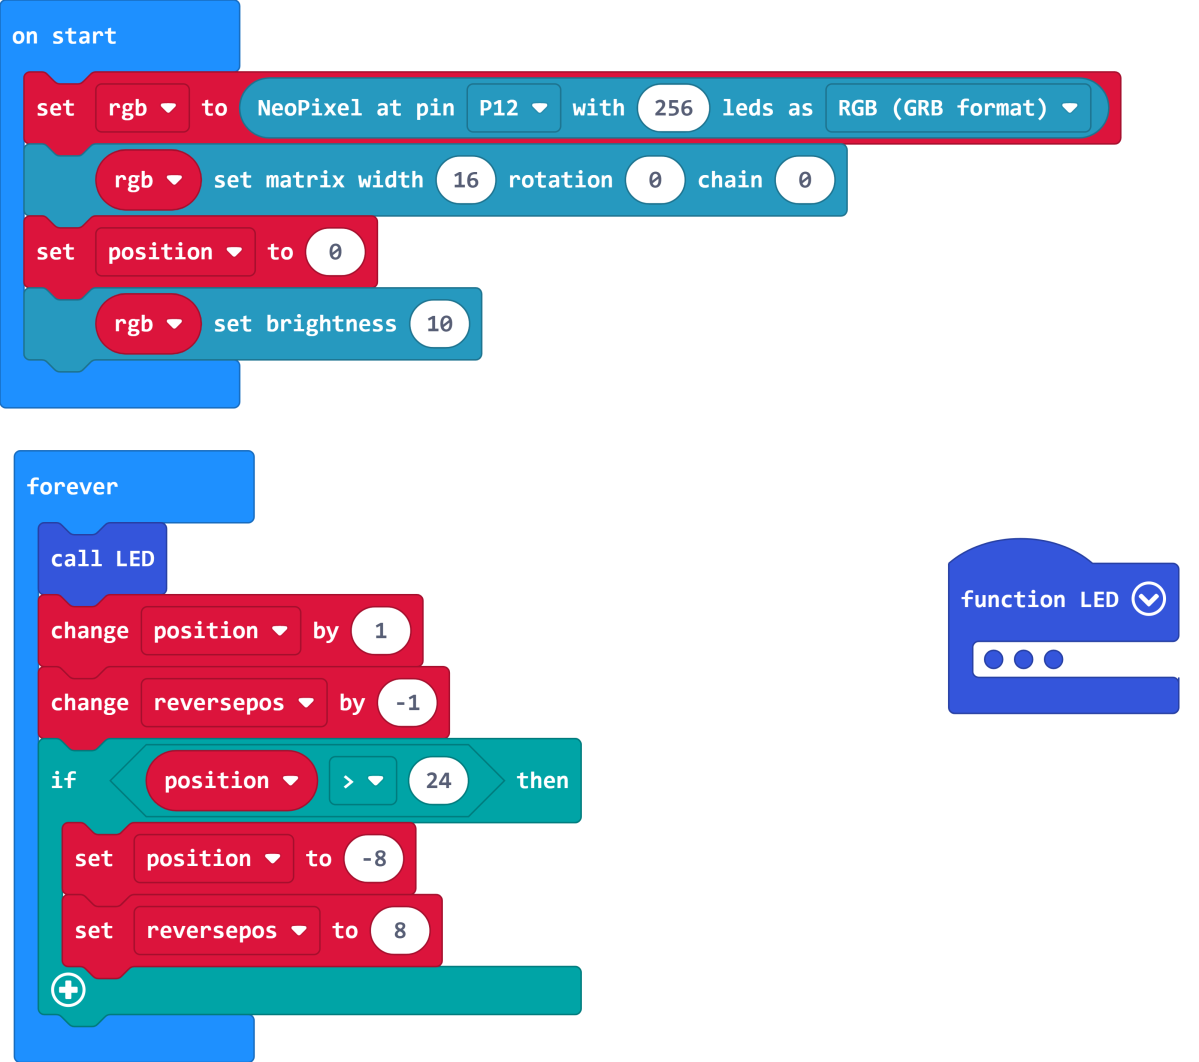 on start
set rgb to NeoPixel at pin P12 with 256 leds as RGB (GRB format)
rgb set matrix width 16 rotation 0 chain 0
set position to 0
rgb set brightness 10
forever
call LED
change position by 1
change reversepos by -1
if position > 24 then
set position to -8
set reversepos to 8
function LED